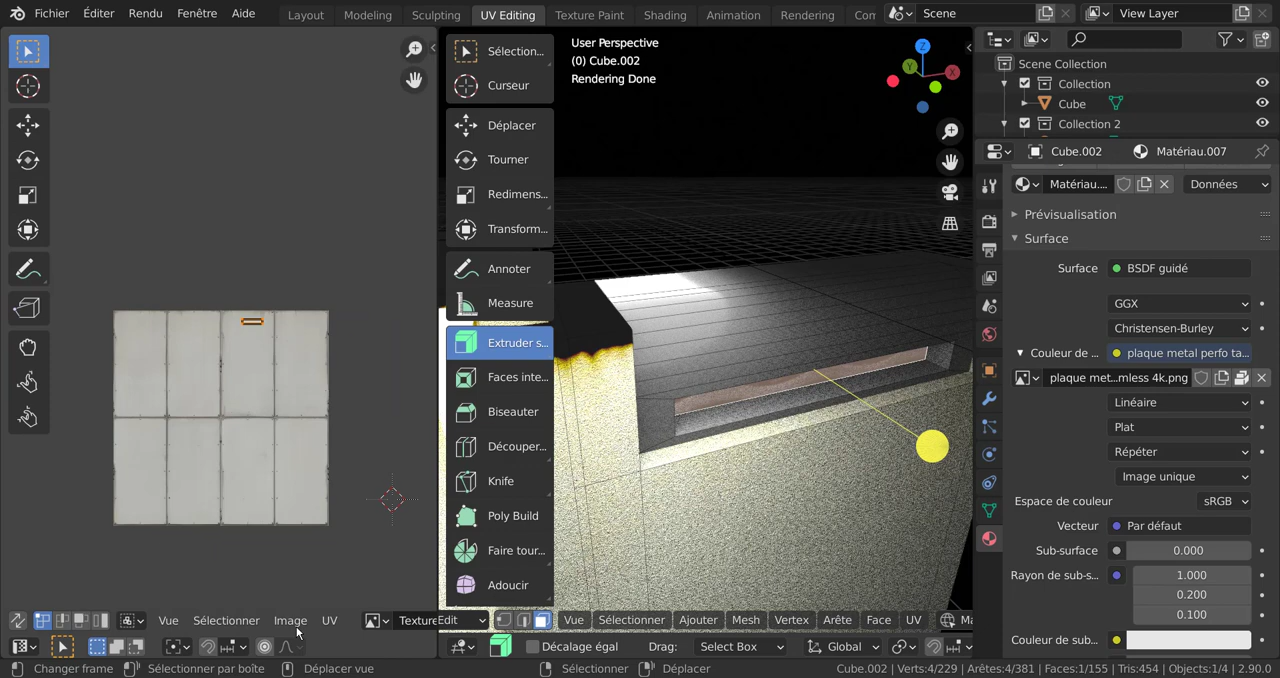 Fichier Éditer Rendu Fenêtre Aide Layout Modeling Sculpting UV Editing Texture Paint Shading Animation Rendering Scene View Layer
Sélection...
Curseur
Déplacer
Tourner
Redimens...
Transform...
Annoter
Measure
Extruder s...
Faces inte...
Biseauter
Découper...
Knife
Poly Build
Faire tour...
Adoucir
User Perspective
(0) Cube.002
Rendering Done
Z
Y
X
Scene Collection
Collection
Cube
Collection 2
Cube.002 Matériau.007
Matériau.... Données
Prévisualisation
Surface
Surface BSDF guidé
GGX
Christensen-Burley
Couleur de ... plaque metal perfo ta...
plaque met...mless 4k.png
Linéaire
Plat
Répéter
Image unique
Espace de couleur sRGB
Vecteur Par défaut
Sub-surface 0.000
Rayon de sub-s... 1.000
0.200
0.100
Couleur de sub...
Vue Sélectionner Image UV TextureEdit Vue Sélectionner Ajouter Mesh Vertex Arête Face UV
Décalage égal Drag: Select Box Global
Changer frame Sélectionner par boîte Déplacer vue Sélectionner Déplacer Cube.002 | Verts:4/229 | Arêtes:4/381 | Faces:1/155 | Tris:454 | Objects:1/4 | 2.90.0